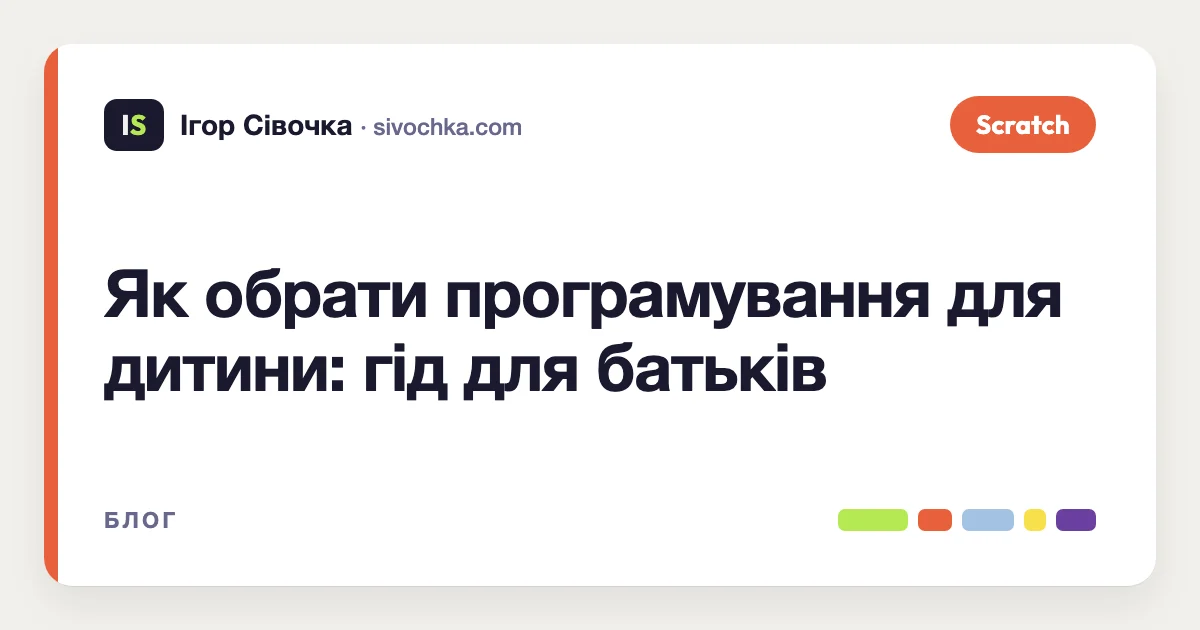 IS Ігор Сівочка · sivochka.com
Scratch
Як обрати програмування для
дитини: гід для батьків
БЛОГ